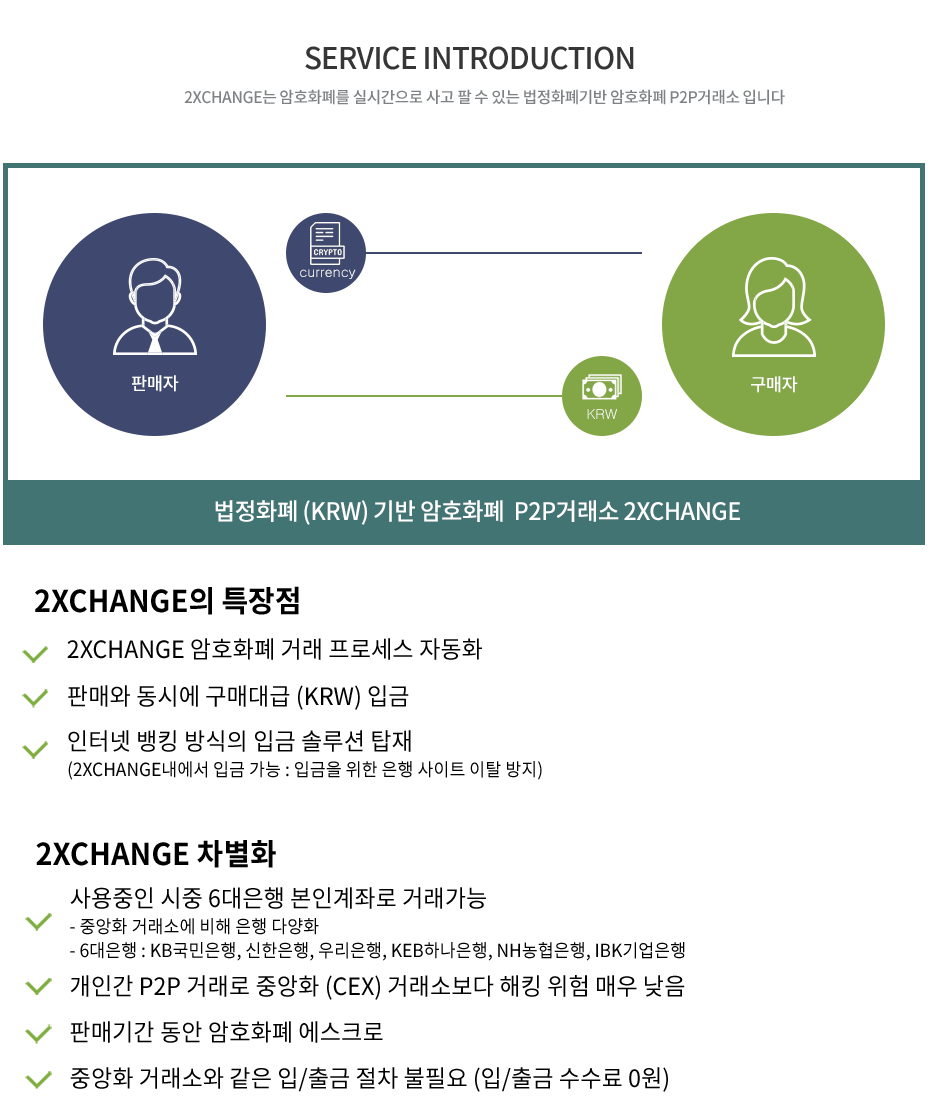 SERVICE INTRODUCTION
2XCHANGE는 암호화폐를 실시간으로 사고 팔 수 있는 법정화폐기반 암호화폐 P2P거래소 입니다
CRYPTO
currency
판매자
구매자
KRW
법정화폐 (KRW) 기반 암호화폐 P2P거래소 2XCHANGE
2XCHANGE의 특장점
2XCHANGE 암호화폐 거래 프로세스 자동화
판매와 동시에 구매대급 (KRW) 입금
인터넷 뱅킹 방식의 입금 솔루션 탑재
(2XCHANGE내에서 입금 가능 : 입금을 위한 은행 사이트 이탈 방지)
2XCHANGE 차별화
사용중인 시중 6대은행 본인계좌로 거래가능
- 중앙화 거래소에 비해 은행 다양화
- 6대은행 : KB국민은행, 신한은행, 우리은행, KEB하나은행, NH농협은행, IBK기업은행
개인간 P2P 거래로 중앙화 (CEX) 거래소보다 해킹 위험 매우 낮음
판매기간 동안 암호화폐 에스크로
중앙화 거래소와 같은 입/출금 절차 불필요 (입/출금 수수료 0원)